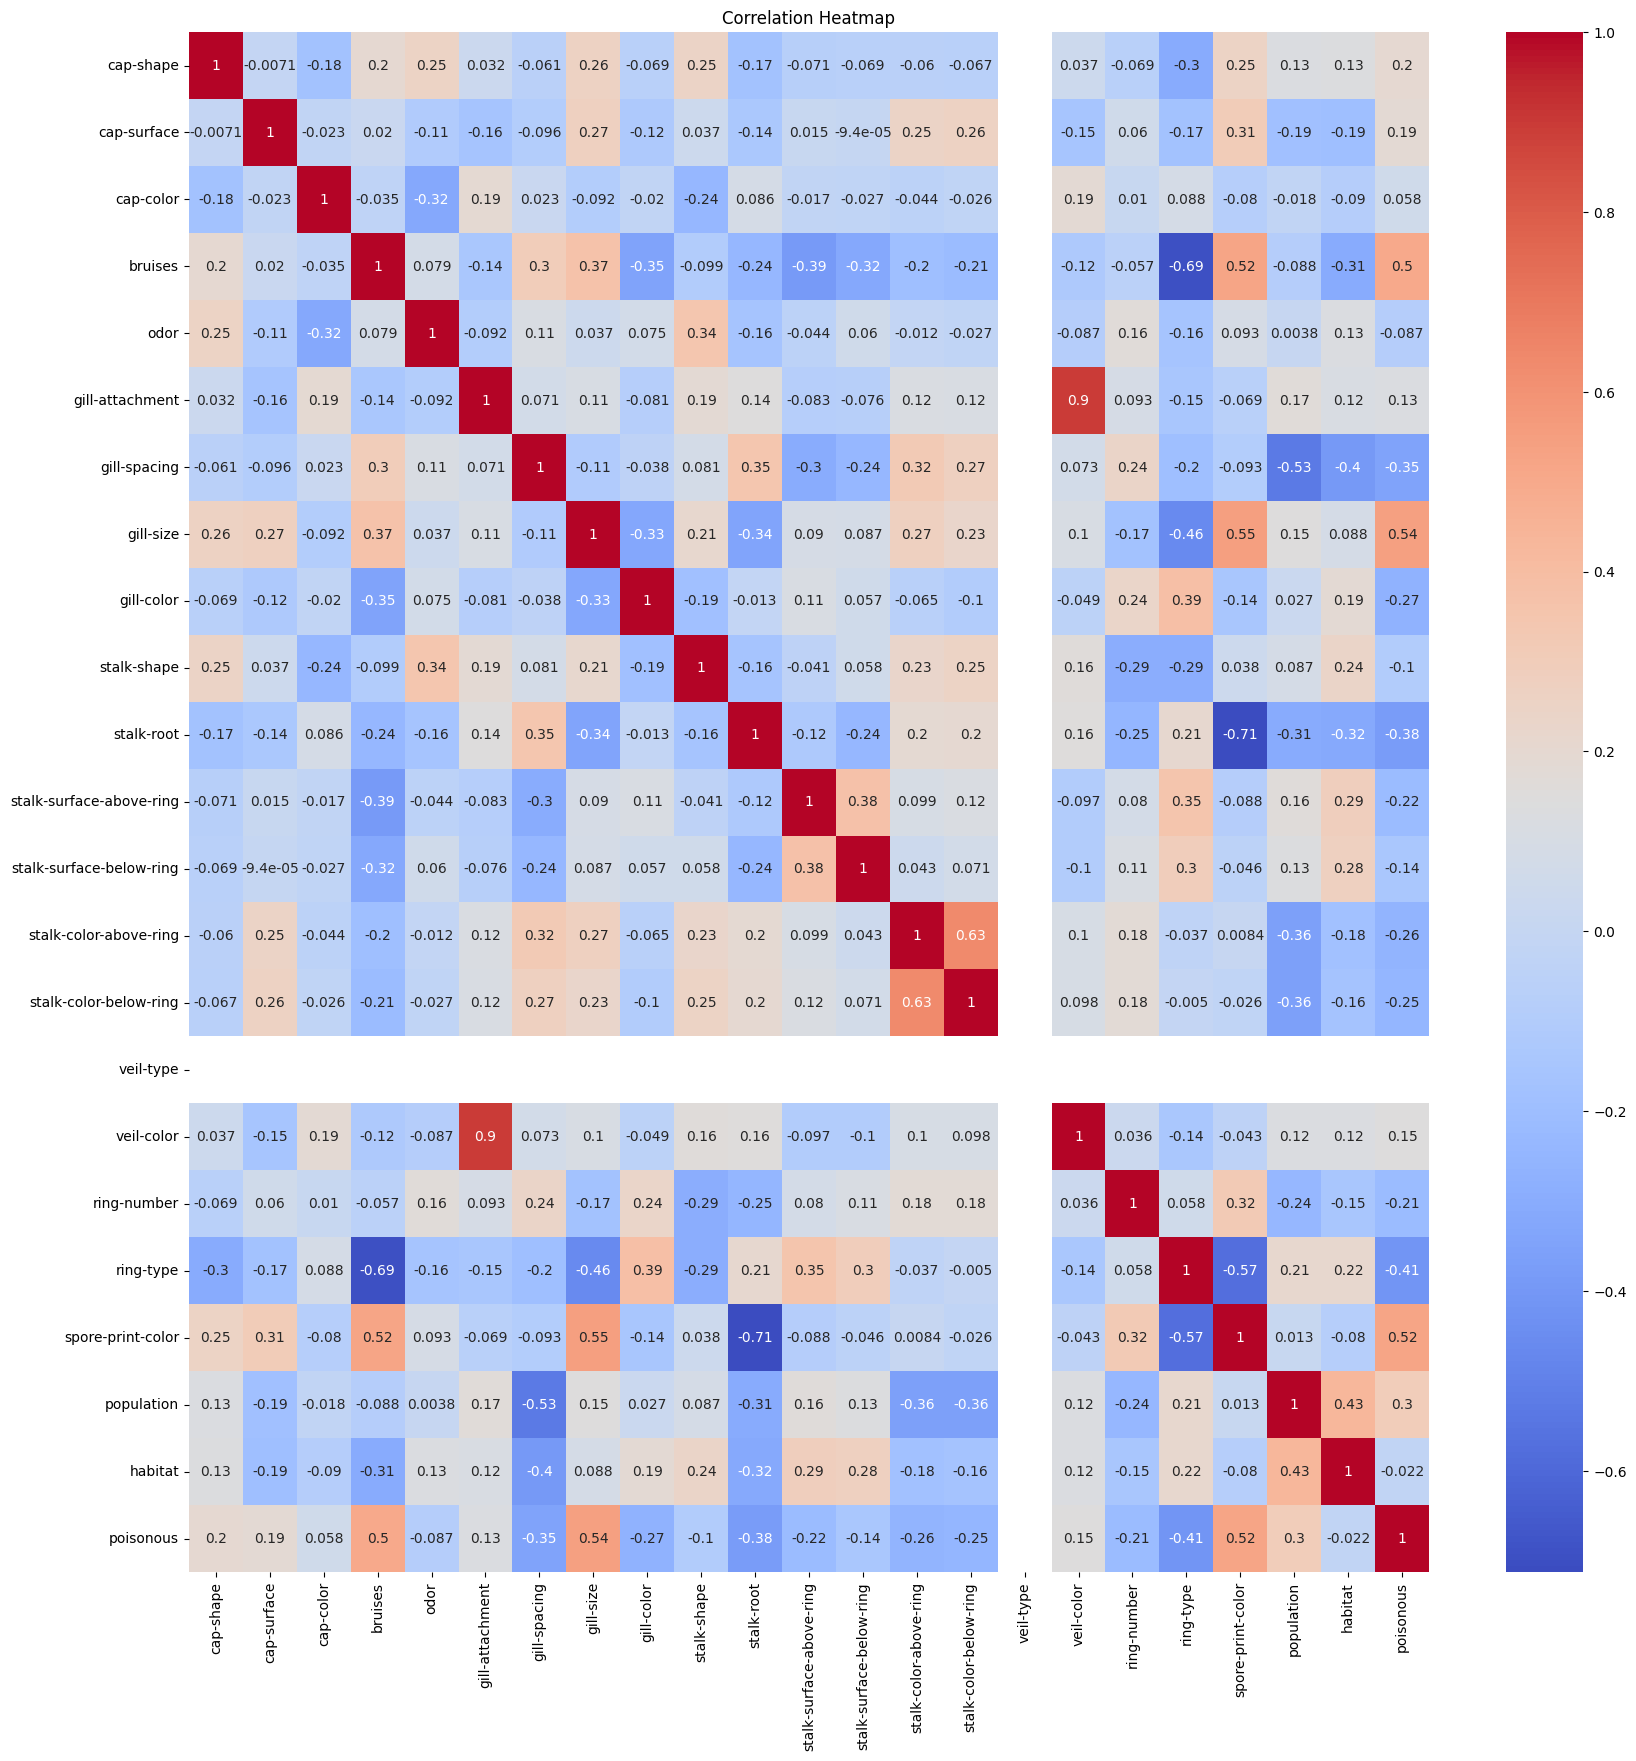 Correlation Heatmap
cap-shape 1 -0.0071 -0.18 0.2 0.25 0.032 -0.061 0.26 -0.069 0.25 -0.17 -0.071 -0.069 -0.06 -0.067 0.037 -0.069 -0.3 0.25 0.13 0.13 0.2
cap-surface -0.0071 1 -0.023 0.02 -0.11 -0.16 -0.096 0.27 -0.12 0.037 -0.14 0.015 -9.4e-05 0.25 0.26 -0.15 0.06 -0.17 0.31 -0.19 -0.19 0.19
cap-color -0.18 -0.023 1 -0.035 -0.32 0.19 0.023 -0.092 -0.02 -0.24 0.086 -0.017 -0.027 -0.044 -0.026 0.19 0.01 0.088 -0.08 -0.018 -0.09 0.058
bruises 0.2 0.02 -0.035 1 0.079 -0.14 0.3 0.37 -0.35 -0.099 -0.24 -0.39 -0.32 -0.2 -0.21 -0.12 -0.057 -0.69 0.52 -0.088 -0.31 0.5
odor 0.25 -0.11 -0.32 0.079 1 -0.092 0.11 0.037 0.075 0.34 -0.16 -0.044 0.06 -0.012 -0.027 -0.087 0.16 -0.16 0.093 0.0038 0.13 -0.087
gill-attachment 0.032 -0.16 0.19 -0.14 -0.092 1 0.071 0.11 -0.081 0.19 0.14 -0.083 -0.076 0.12 0.12 0.9 0.093 -0.15 -0.069 0.17 0.12 0.13
gill-spacing -0.061 -0.096 0.023 0.3 0.11 0.071 1 -0.11 -0.038 0.081 0.35 -0.3 -0.24 0.32 0.27 0.073 0.24 -0.2 -0.093 -0.53 -0.4 -0.35
gill-size 0.26 0.27 -0.092 0.37 0.037 0.11 -0.11 1 -0.33 0.21 -0.34 0.09 0.087 0.27 0.23 0.1 -0.17 -0.46 0.55 0.15 0.088 0.54
gill-color -0.069 -0.12 -0.02 -0.35 0.075 -0.081 -0.038 -0.33 1 -0.19 -0.013 0.11 0.057 -0.065 -0.1 -0.049 0.24 0.39 -0.14 0.027 0.19 -0.27
stalk-shape 0.25 0.037 -0.24 -0.099 0.34 0.19 0.081 0.21 -0.19 1 -0.16 -0.041 0.058 0.23 0.25 0.16 -0.29 -0.29 0.038 0.087 0.24 -0.1
stalk-root -0.17 -0.14 0.086 -0.24 -0.16 0.14 0.35 -0.34 -0.013 -0.16 1 -0.12 -0.24 0.2 0.2 0.16 -0.25 0.21 -0.71 -0.31 -0.32 -0.38
stalk-surface-above-ring -0.071 0.015 -0.017 -0.39 -0.044 -0.083 -0.3 0.09 0.11 -0.041 -0.12 1 0.38 0.099 0.12 -0.097 0.08 0.35 -0.088 0.16 0.29 -0.22
stalk-surface-below-ring -0.069 -9.4e-05 -0.027 -0.32 0.06 -0.076 -0.24 0.087 0.057 0.058 -0.24 0.38 1 0.043 0.071 -0.1 0.11 0.3 -0.046 0.13 0.28 -0.14
stalk-color-above-ring -0.06 0.25 -0.044 -0.2 -0.012 0.12 0.32 0.27 -0.065 0.23 0.2 0.099 0.043 1 0.63 0.1 0.18 -0.037 0.0084 -0.36 -0.18 -0.26
stalk-color-below-ring -0.067 0.26 -0.026 -0.21 -0.027 0.12 0.27 0.23 -0.1 0.25 0.2 0.12 0.071 0.63 1 0.098 0.18 -0.005 -0.026 -0.36 -0.16 -0.25
veil-type
veil-color 0.037 -0.15 0.19 -0.12 -0.087 0.9 0.073 0.1 -0.049 0.16 0.16 -0.097 -0.1 0.1 0.098 1 0.036 -0.14 -0.043 0.12 0.12 0.15
ring-number -0.069 0.06 0.01 -0.057 0.16 0.093 0.24 -0.17 0.24 -0.29 -0.25 0.08 0.11 0.18 0.18 0.036 1 0.058 0.32 -0.24 -0.15 -0.21
ring-type -0.3 -0.17 0.088 -0.69 -0.16 -0.15 -0.2 -0.46 0.39 -0.29 0.21 0.35 0.3 -0.037 -0.005 -0.14 0.058 1 -0.57 0.21 0.22 -0.41
spore-print-color 0.25 0.31 -0.08 0.52 0.093 -0.069 -0.093 0.55 -0.14 0.038 -0.71 -0.088 -0.046 0.0084 -0.026 -0.043 0.32 -0.57 1 0.013 -0.08 0.52
population 0.13 -0.19 -0.018 -0.088 0.0038 0.17 -0.53 0.15 0.027 0.087 -0.31 0.16 0.13 -0.36 -0.36 0.12 -0.24 0.21 0.013 1 0.43 0.3
habitat 0.13 -0.19 -0.09 -0.31 0.13 0.12 -0.4 0.088 0.19 0.24 -0.32 0.29 0.28 -0.18 -0.16 0.12 -0.15 0.22 -0.08 0.43 1 -0.022
poisonous 0.2 0.19 0.058 0.5 -0.087 0.13 -0.35 0.54 -0.27 -0.1 -0.38 -0.22 -0.14 -0.26 -0.25 0.15 -0.21 -0.41 0.52 0.3 -0.022 1
cap-shape
cap-surface
cap-color
bruises
odor
gill-attachment
gill-spacing
gill-size
gill-color
stalk-shape
stalk-root
stalk-surface-above-ring
stalk-surface-below-ring
stalk-color-above-ring
stalk-color-below-ring
veil-type
veil-color
ring-number
ring-type
spore-print-color
population
habitat
poisonous
1.0
0.8
0.6
0.4
0.2
0.0
−0.2
−0.4
−0.6